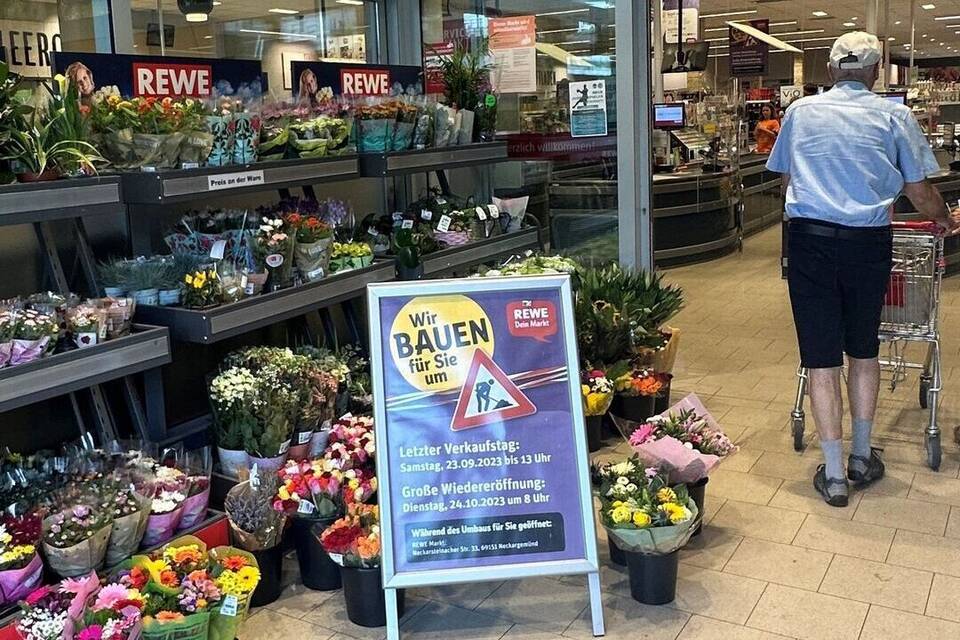 REWE
REWE
Preis an der Ware
willkommen!
Wir
BAUEN
für Sie
um
REWE
Dein Markt
Letzter Verkaufstag:
Samstag, 23.09.2023 bis 13 Uhr
Große Wiedereröffnung:
Dienstag, 24.10.2023 um 8 Uhr
Während des Umbaus für Sie geöffnet:
REWE Markt:
Neckarsteinacher Str. 33, 69151 Neckargemünd